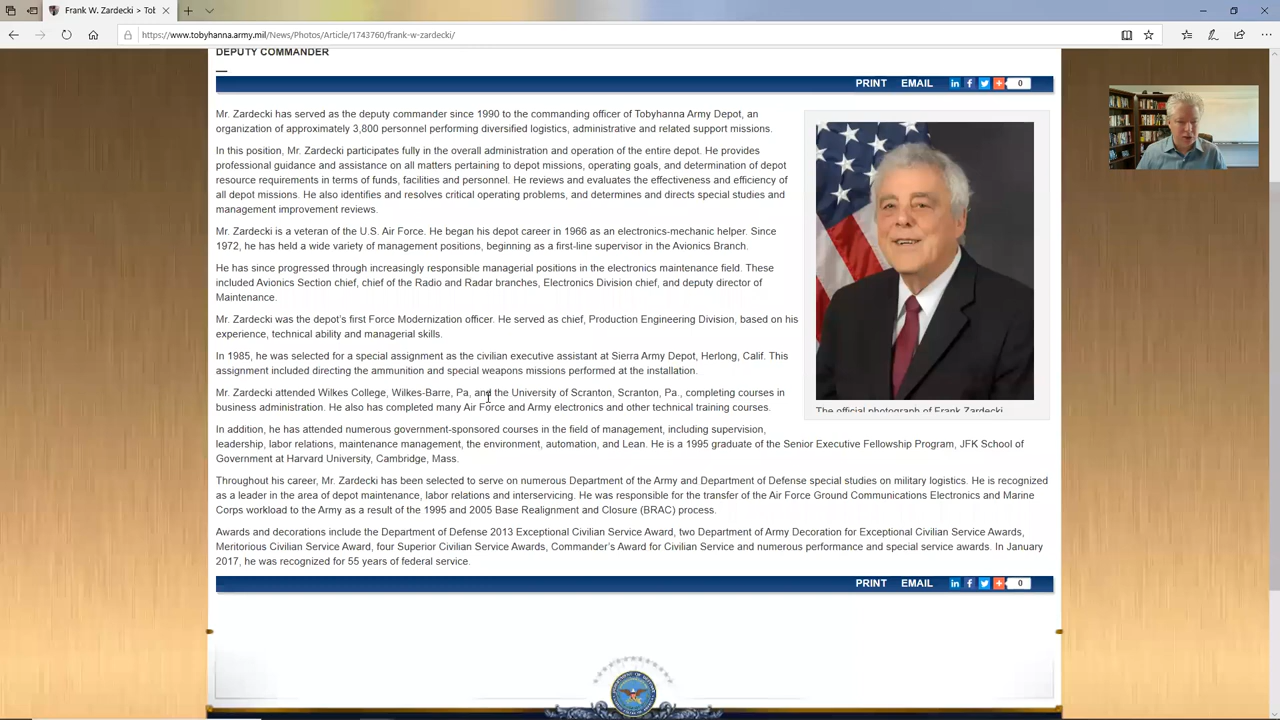 Frank W. Zardecki > Tob
https://www.tobyhanna.army.mil/News/Photos/Article/1743760/frank-w-zardecki/
DEPUTY COMMANDER
PRINT EMAIL in f 0
Mr. Zardecki has served as the deputy commander since 1990 to the commanding officer of Tobyhanna Army Depot, an
organization of approximately 3,800 personnel performing diversified logistics, administrative and related support missions.
In this position, Mr. Zardecki participates fully in the overall administration and operation of the entire depot. He provides
professional guidance and assistance on all matters pertaining to depot missions, operating goals, and determination of depot
resource requirements in terms of funds, facilities and personnel. He reviews and evaluates the effectiveness and efficiency of
all depot missions. He also identifies and resolves critical operating problems, and determines and directs special studies and
management improvement reviews.
Mr. Zardecki is a veteran of the U.S. Air Force. He began his depot career in 1966 as an electronics-mechanic helper. Since
1972, he has held a wide variety of management positions, beginning as a first-line supervisor in the Avionics Branch.
He has since progressed through increasingly responsible managerial positions in the electronics maintenance field. These
included Avionics Section chief, chief of the Radio and Radar branches, Electronics Division chief, and deputy director of
Maintenance.
Mr. Zardecki was the depot's first Force Modernization officer. He served as chief, Production Engineering Division, based on his
experience, technical ability and managerial skills.
In 1985, he was selected for a special assignment as the civilian executive assistant at Sierra Army Depot, Herlong, Calif. This
assignment included directing the ammunition and special weapons missions performed at the installation.
Mr. Zardecki attended Wilkes College, Wilkes-Barre, Pa, and the University of Scranton, Scranton, Pa., completing courses in
business administration. He also has completed many Air Force and Army electronics and other technical training courses.
The official photograph of Frank Zardecki
In addition, he has attended numerous government-sponsored courses in the field of management, including supervision,
leadership, labor relations, maintenance management, the environment, automation, and Lean. He is a 1995 graduate of the Senior Executive Fellowship Program, JFK School of
Government at Harvard University, Cambridge, Mass.
Throughout his career, Mr. Zardecki has been selected to serve on numerous Department of the Army and Department of Defense special studies on military logistics. He is recognized
as a leader in the area of depot maintenance, labor relations and interservicing. He was responsible for the transfer of the Air Force Ground Communications Electronics and Marine
Corps workload to the Army as a result of the 1995 and 2005 Base Realignment and Closure (BRAC) process.
Awards and decorations include the Department of Defense 2013 Exceptional Civilian Service Award, two Department of Army Decoration for Exceptional Civilian Service Awards,
Meritorious Civilian Service Award, four Superior Civilian Service Awards, Commander's Award for Civilian Service and numerous performance and special service awards. In January
2017, he was recognized for 55 years of federal service.
PRINT EMAIL in f 0